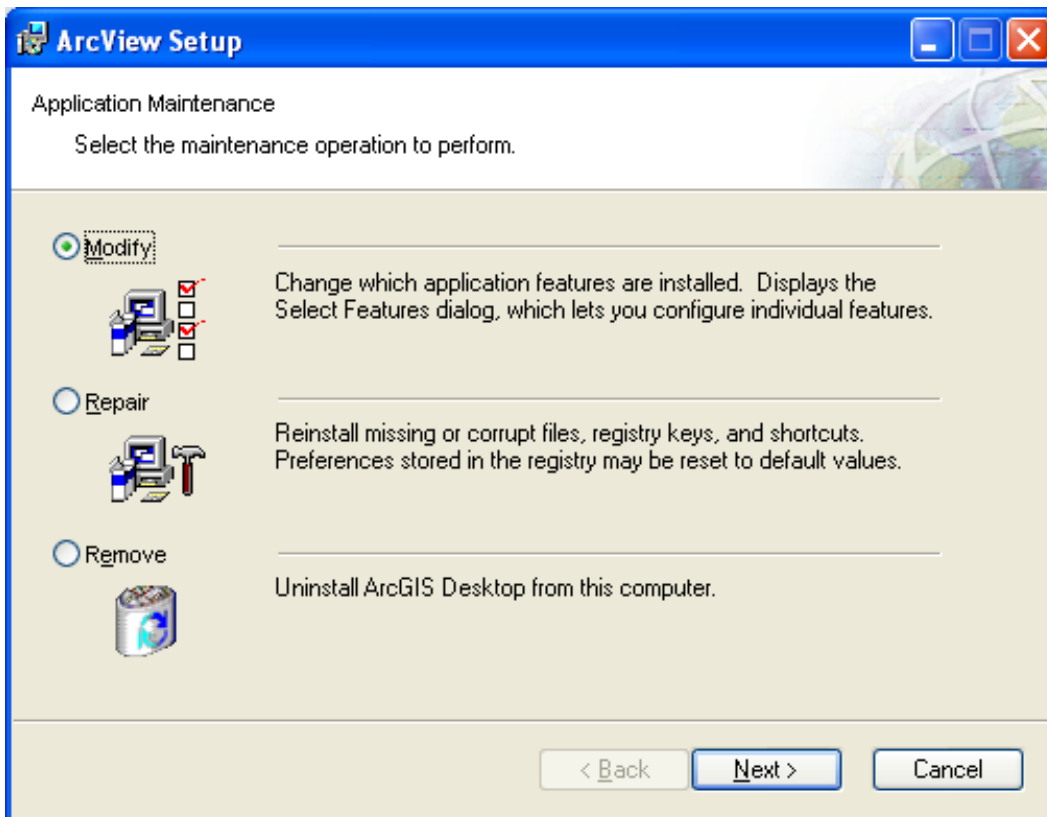 ArcView Setup
Application Maintenance
Select the maintenance operation to perform.
Modify
Change which application features are installed.  Displays the
Select Features dialog, which lets you configure individual features.
Repair
Reinstall missing or corrupt files, registry keys, and shortcuts.
Preferences stored in the registry may be reset to default values.
Remove
Uninstall ArcGIS Desktop from this computer.
< Back
Next >
Cancel